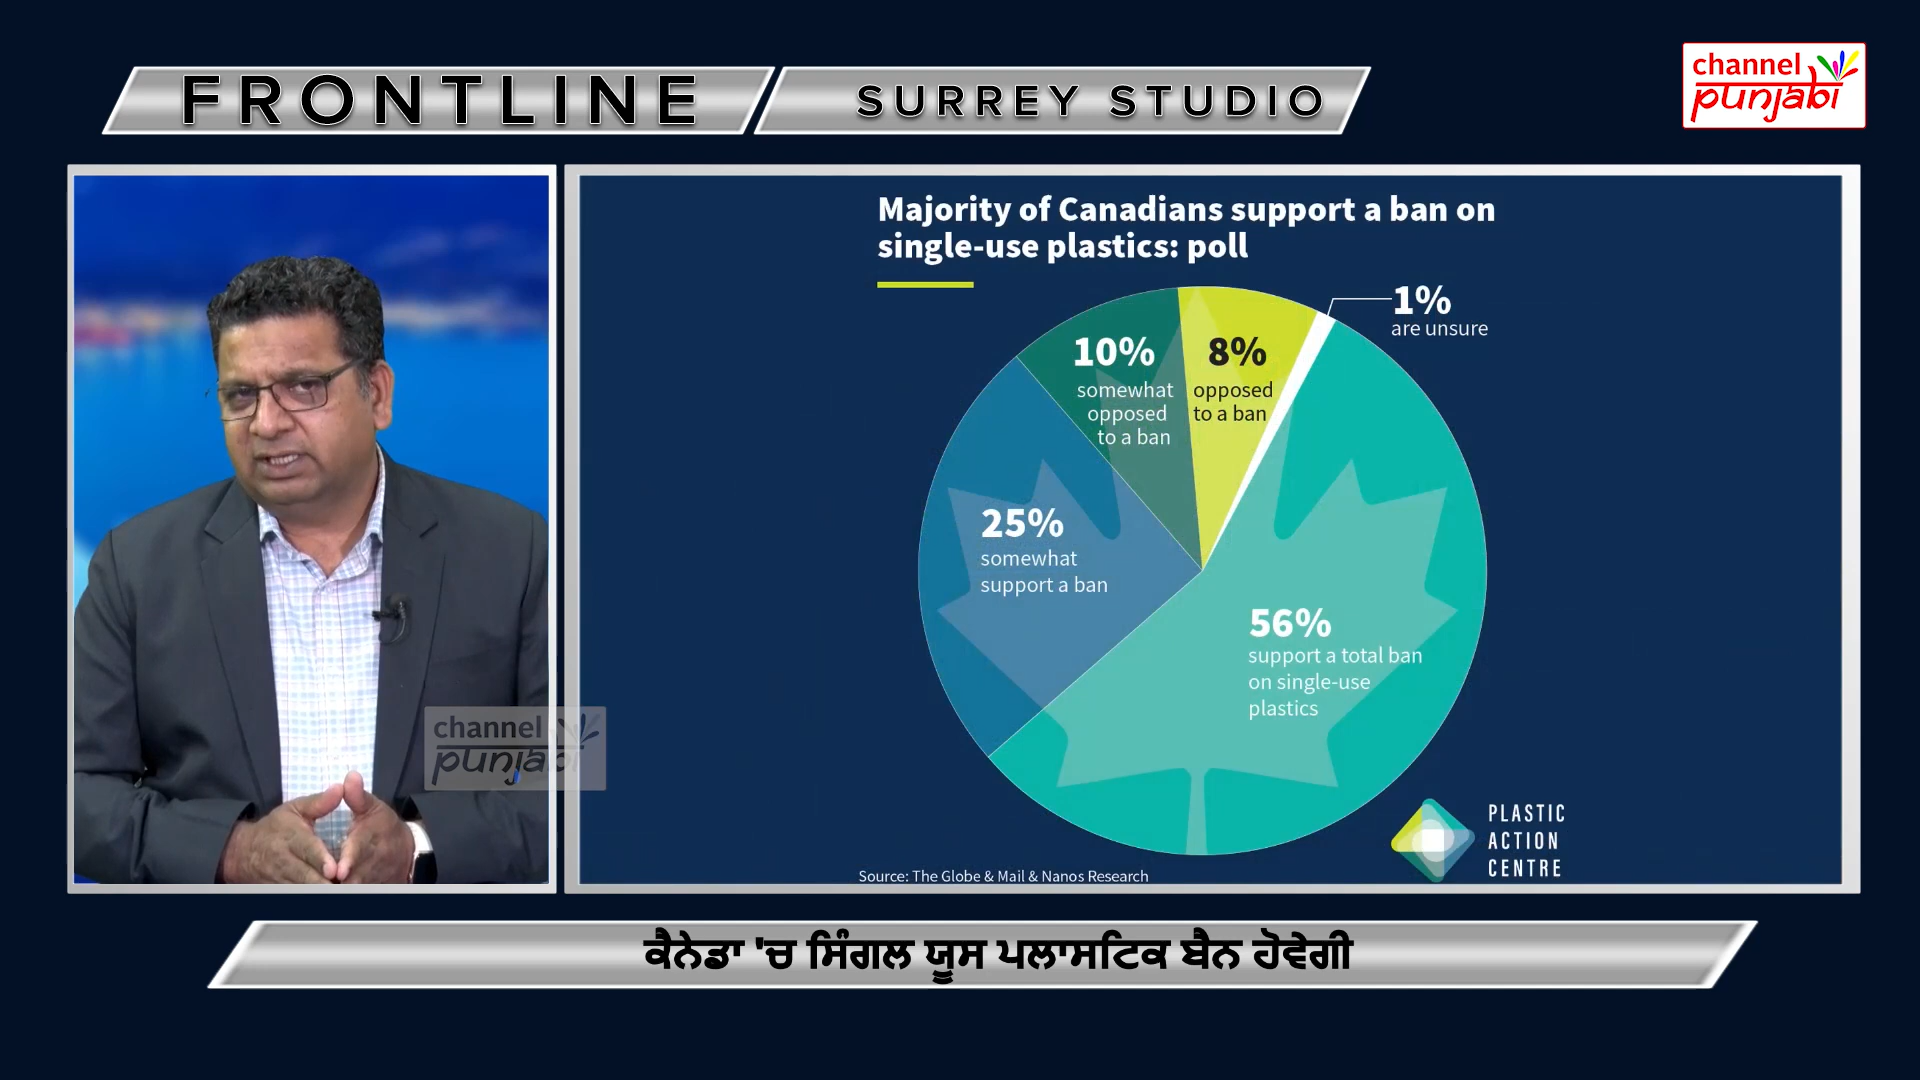 FRONTLINE
SURREY STUDIO
channel
punjabi
Majority of Canadians support a ban on
single-use plastics: poll
1%
are unsure
10%
somewhat
opposed
to a ban
8%
opposed
to a ban
25%
somewhat
support a ban
56%
support a total ban
on single-use
plastics
channel
punjabi
PLASTIC
ACTION
CENTRE
Source: The Globe & Mail & Nanos Research
ਕੈਨੇਡਾ 'ਚ ਸਿੰਗਲ ਯੂਸ ਪਲਾਸਟਿਕ ਬੈਨ ਹੋਵੇਗੀ